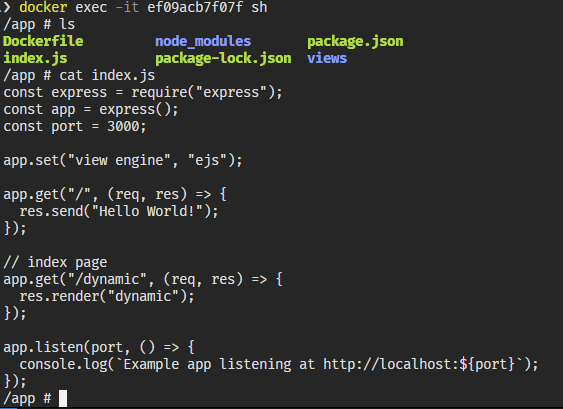 ❯ docker exec -it ef09acb7f07f sh
/app # ls
Dockerfile         node_modules       package.json
index.js           package-lock.json  views
/app # cat index.js
const express = require("express");
const app = express();
const port = 3000;

app.set("view engine", "ejs");

app.get("/", (req, res) => {
  res.send("Hello World!");
});

// index page
app.get("/dynamic", (req, res) => {
  res.render("dynamic");
});

app.listen(port, () => {
  console.log(`Example app listening at http://localhost:${port}`);
});
/app #